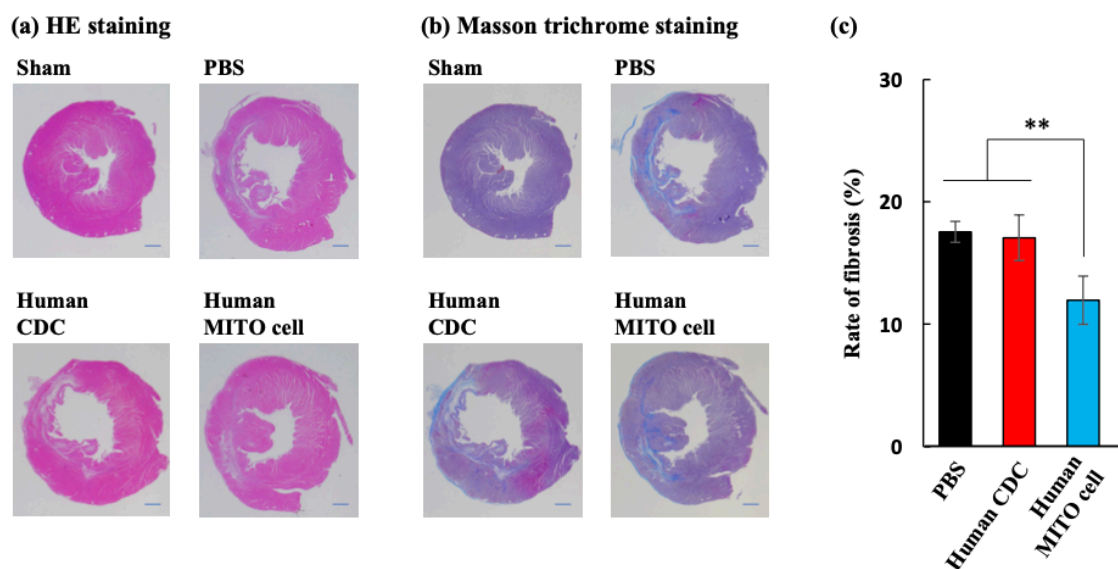 (a) HE staining
Sham
PBS
Human
CDC
Human
MITO cell
(b) Masson trichrome staining
Sham
PBS
Human
CDC
Human
MITO cell
(c)
Rate of fibrosis (%)
30
20
10
0
**
PBS
Human CDC
Human
MITO cell